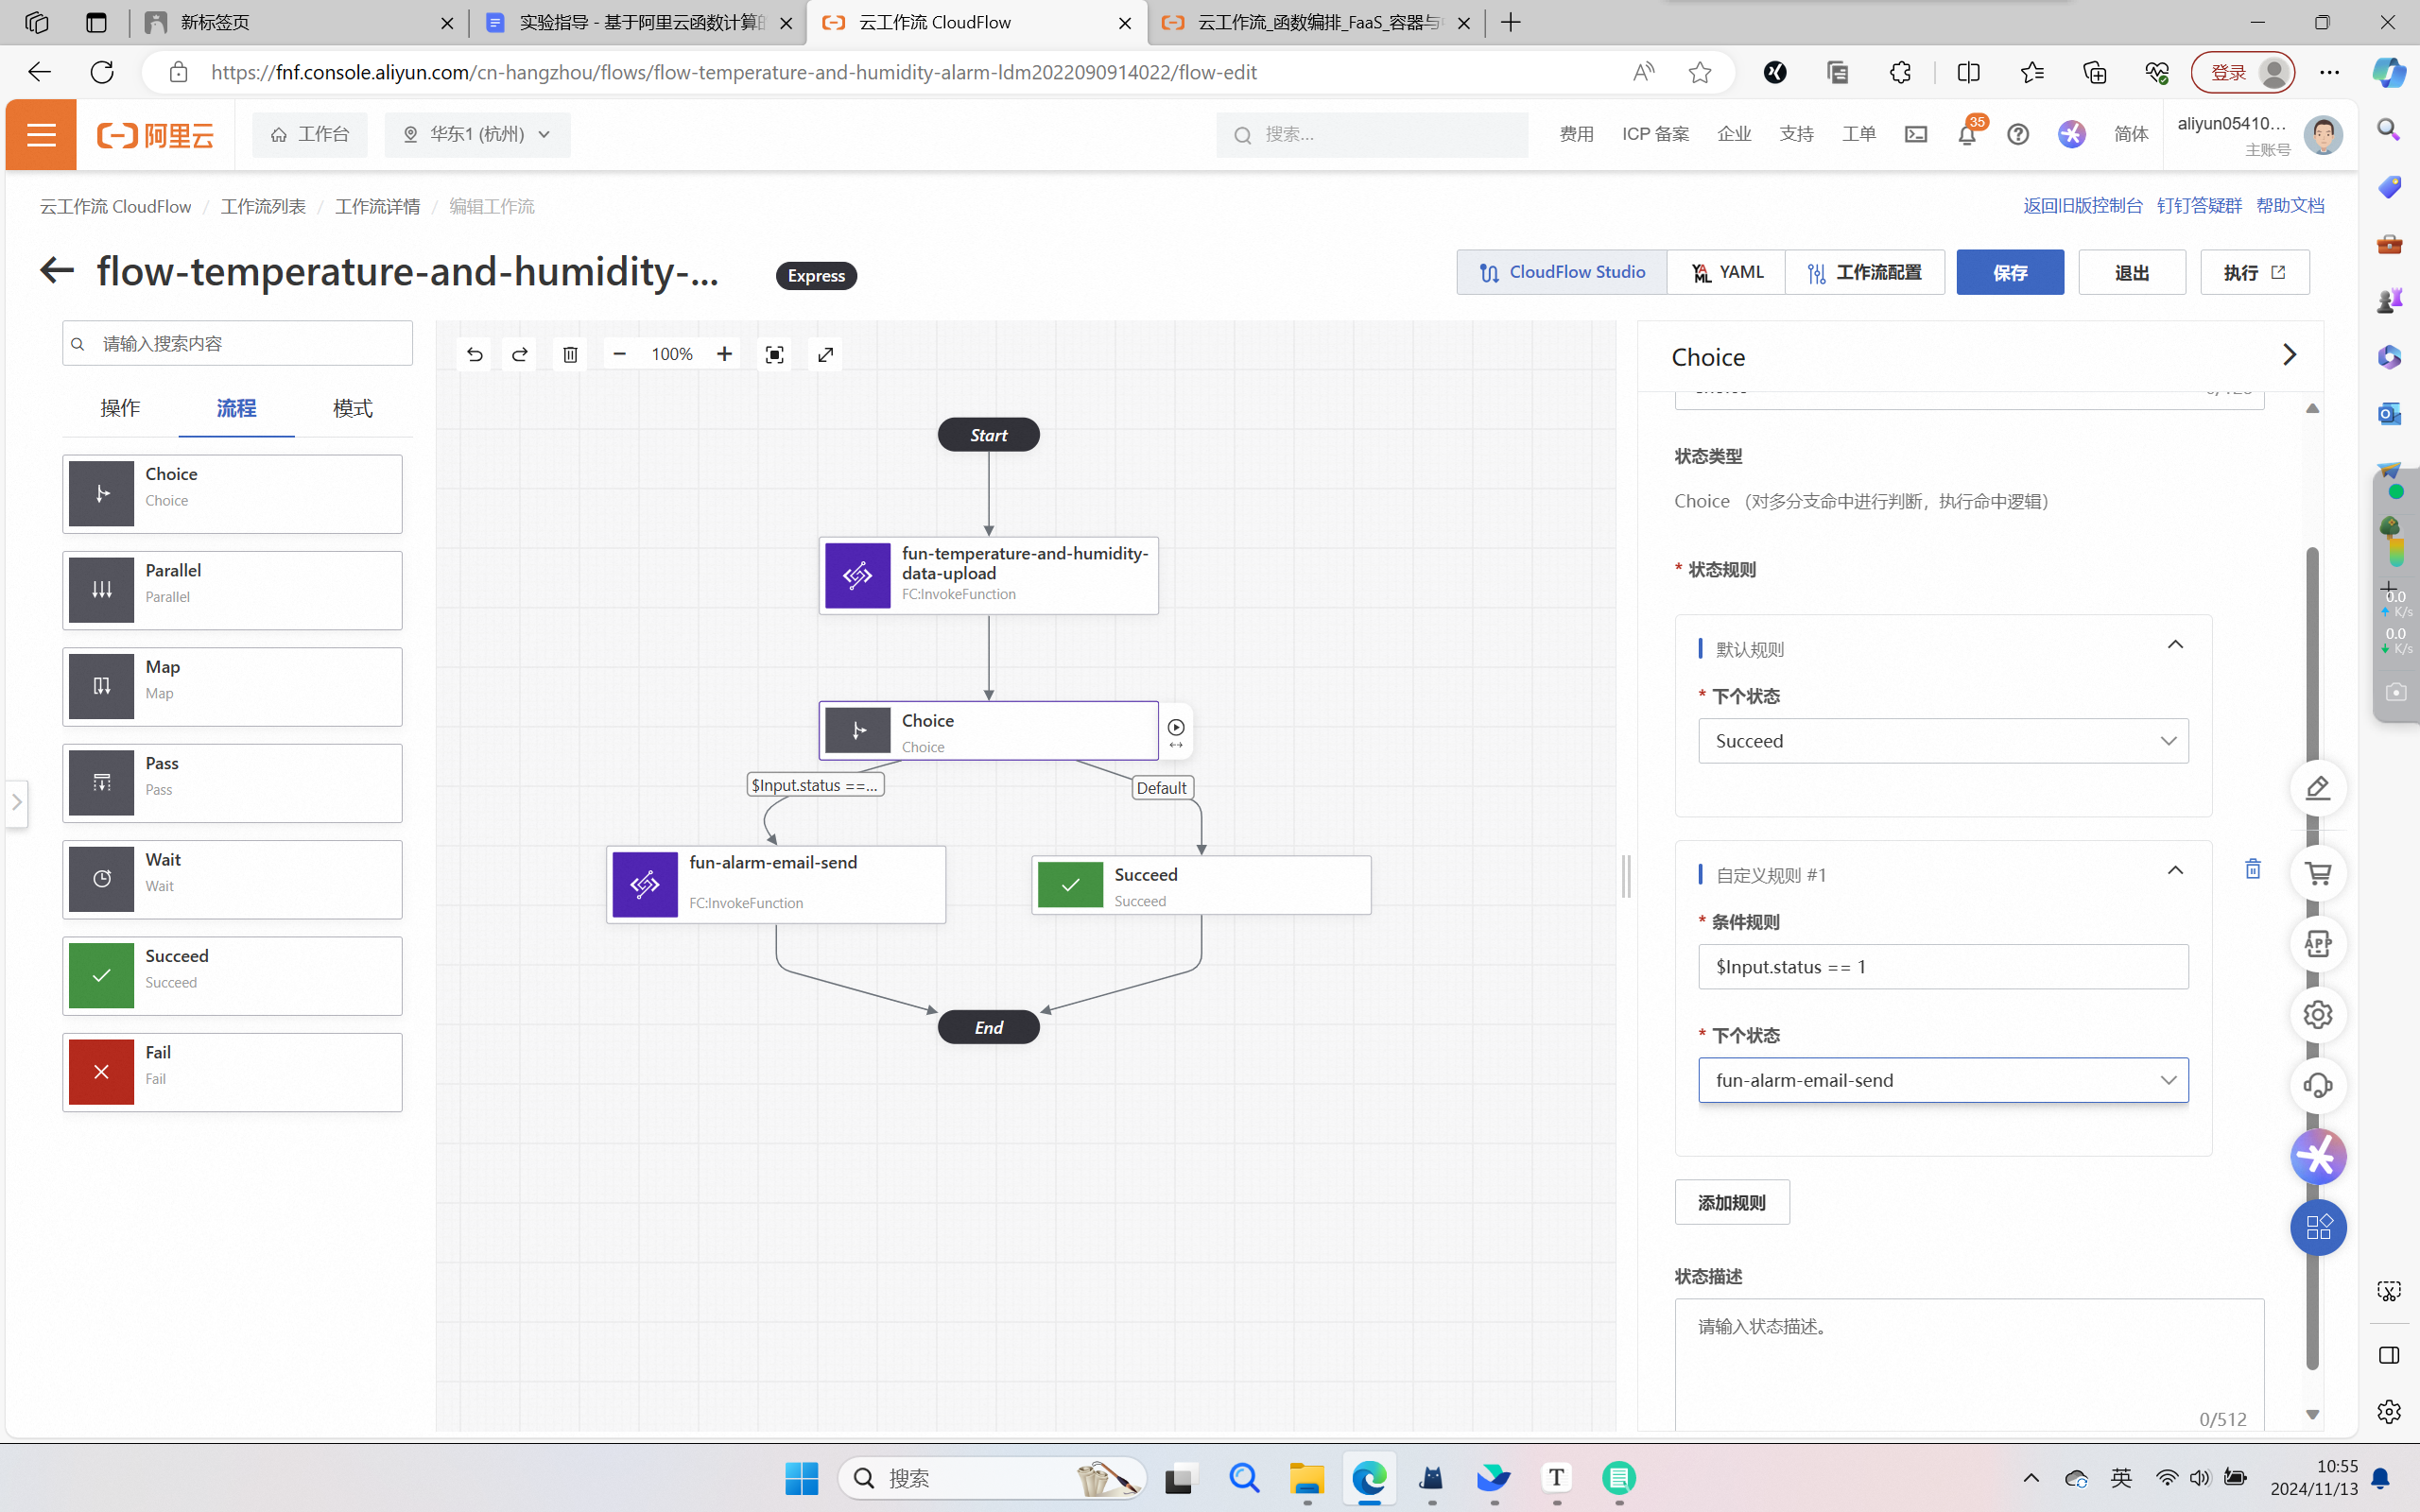 新标签页
实验指导 - 基于阿里云函数计算的
云工作流 CloudFlow
云工作流_函数编排_FaaS_容器与
https://fnf.console.aliyun.com/cn-hangzhou/flows/flow-temperature-and-humidity-alarm-ldm2022090914022/flow-edit
登录
阿里云
工作台
华东1 (杭州)
搜索...
费用
ICP 备案
企业
支持
工单
35
简体
aliyun05410...
主账号
云工作流 CloudFlow / 工作流列表 / 工作流详情 / 编辑工作流
返回旧版控制台 钉钉答疑群 帮助文档
flow-temperature-and-humidity-...
Express
CloudFlow Studio
YAML
工作流配置
保存
退出
执行
请输入搜索内容
操作
流程
模式
Choice
Choice
Parallel
Parallel
Map
Map
Pass
Pass
Wait
Wait
Succeed
Succeed
Fail
Fail
100%
Start
fun-temperature-and-humidity-
data-upload
FC:InvokeFunction
Choice
Choice
$Input.status ==...
Default
fun-alarm-email-send
FC:InvokeFunction
Succeed
Succeed
End
Choice
状态类型
Choice （对多分支命中进行判断，执行命中逻辑）
* 状态规则
默认规则
* 下个状态
Succeed
自定义规则 #1
* 条件规则
$Input.status == 1
* 下个状态
fun-alarm-email-send
添加规则
状态描述
请输入状态描述。
0/512
APP
0.0
K/s
0.0
K/s
搜索
英
10:55
2024/11/13